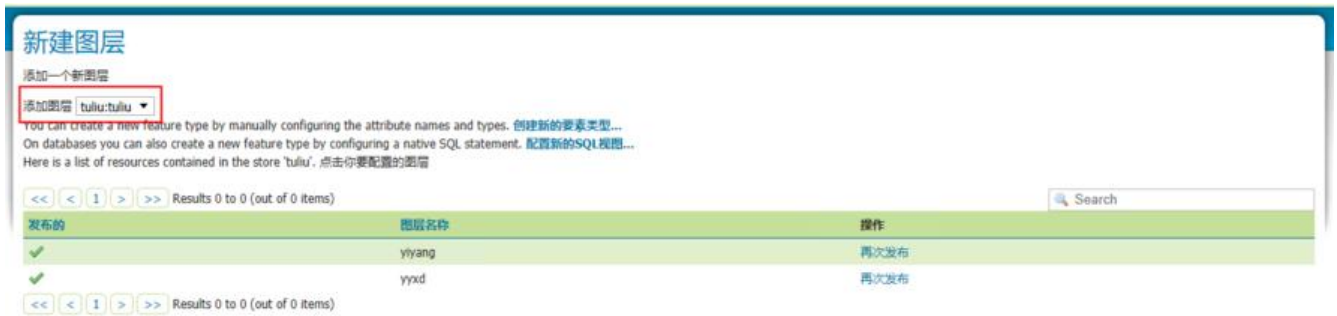 新建图层
添加一个新图层
添加图层 tuliu:tuliu
You can create a new feature type by manually configuring the attribute names and types. 创建新的要素类型...
On databases you can also create a new feature type by configuring a native SQL statement. 配置新的SQL视图...
Here is a list of resources contained in the store 'tuliu'. 点击你要配置的图层
<< < 1 > >> Results 0 to 0 (out of 0 items) Search
发布的 图层名称 操作
yiyang 再次发布
yyxd 再次发布
<< < 1 > >> Results 0 to 0 (out of 0 items)